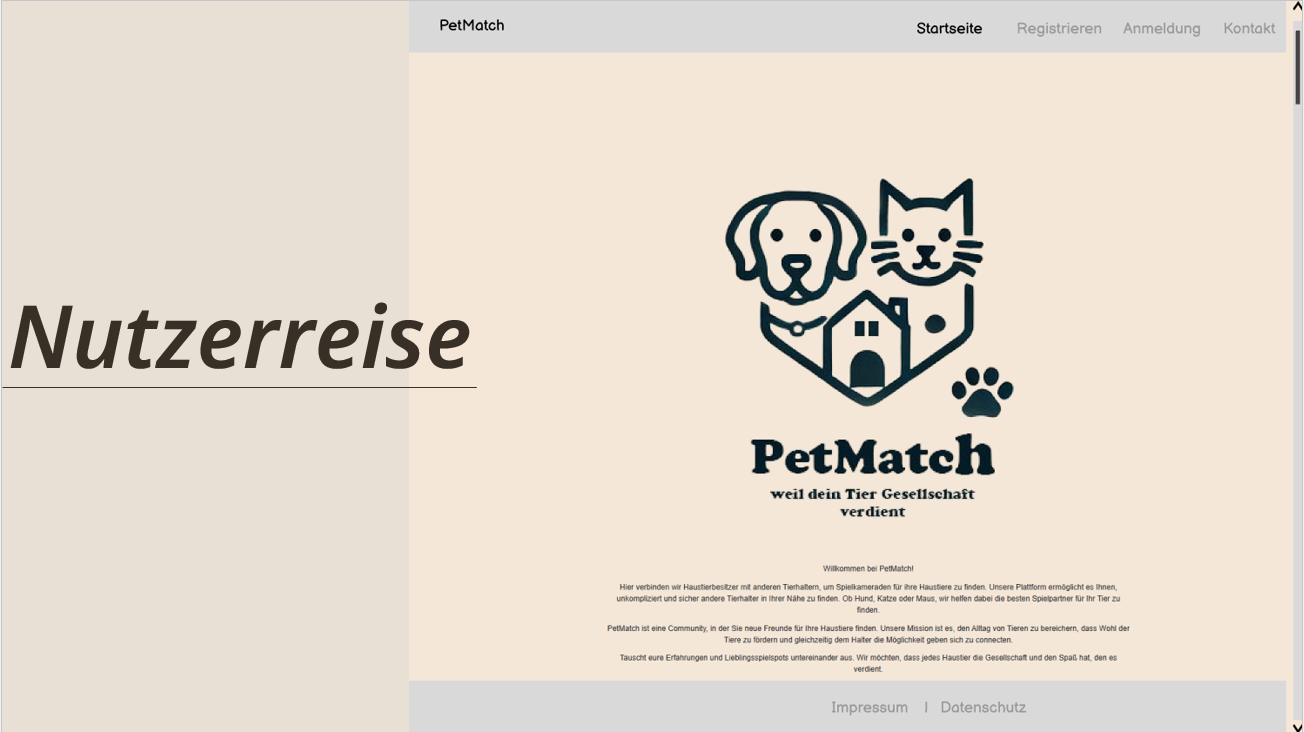 PetMatch
Startseite Registrieren Anmeldung Kontakt
Nutzerreise
PetMatch
weil dein Tier Gesellschaft
verdient
Willkommen bei PetMatch!
Hier verbinden wir Haustierbesitzer mit anderen Tierhaltern, um Spielkameraden für ihre Haustiere zu finden. Unsere Plattform ermöglicht es Ihnen,
unkompliziert und sicher andere Tierhalter in Ihrer Nähe zu finden. Ob Hund, Katze oder Maus, wir helfen dabei die besten Spielpartner für Ihr Tier zu
finden.
PetMatch ist eine Community, in der Sie neue Freunde für Ihre Haustiere finden. Unsere Mission ist es, den Alltag von Tieren zu bereichern, dass Wohl der
Tiere zu fördern und gleichzeitig dem Halter die Möglichkeit geben sich zu connecten.
Tauscht eure Erfahrungen und Lieblingsspielspots untereinander aus. Wir möchten, dass jedes Haustier die Gesellschaft und den Spaß hat, den es
verdient.
Impressum | Datenschutz